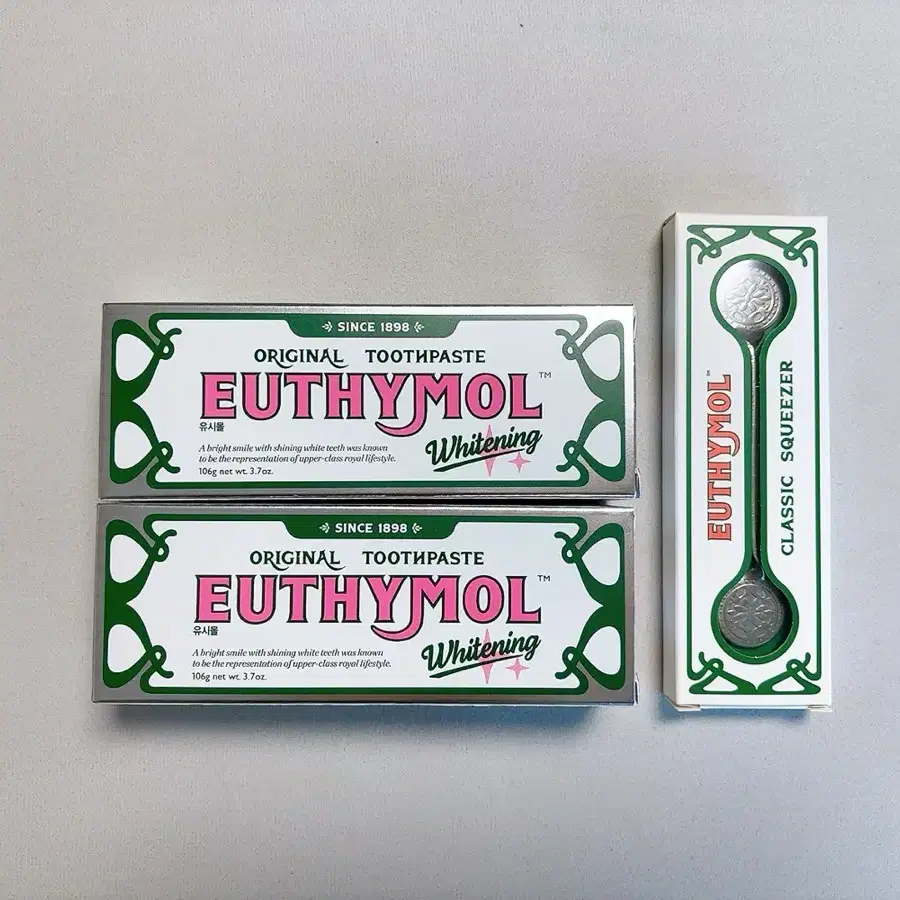 SINCE 1898
ORIGINAL TOOTHPASTE
EUTHYMOL™
유시몰
Whitening
A bright smile with shining white teeth was known
to be the representation of upper-class royal lifestyle.
106g net wt. 3.7oz.
SINCE 1898
ORIGINAL TOOTHPASTE
EUTHYMOL™
유시몰
Whitening
A bright smile with shining white teeth was known
to be the representation of upper-class royal lifestyle.
106g net wt. 3.7oz.
EUTHYMOL™
CLASSIC SQUEEZER